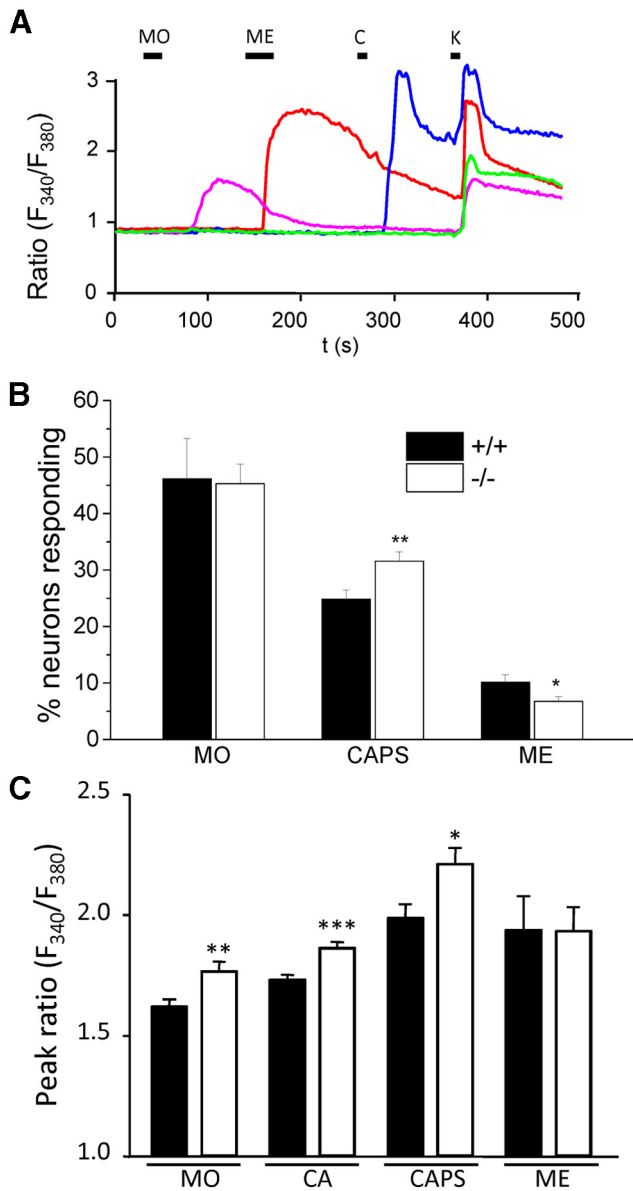 A
MO ME C K
3
2
1
0
Ratio (F340/F380)
0 100 200 300 400 500
t (s)
B
60
50
40
30
20
10
0
% neurons responding
+/+
-/-
**
*
MO CAPS ME
C
2.5
2.0
1.5
1.0
Peak ratio (F340/F380)
**
***
*
MO CA CAPS ME